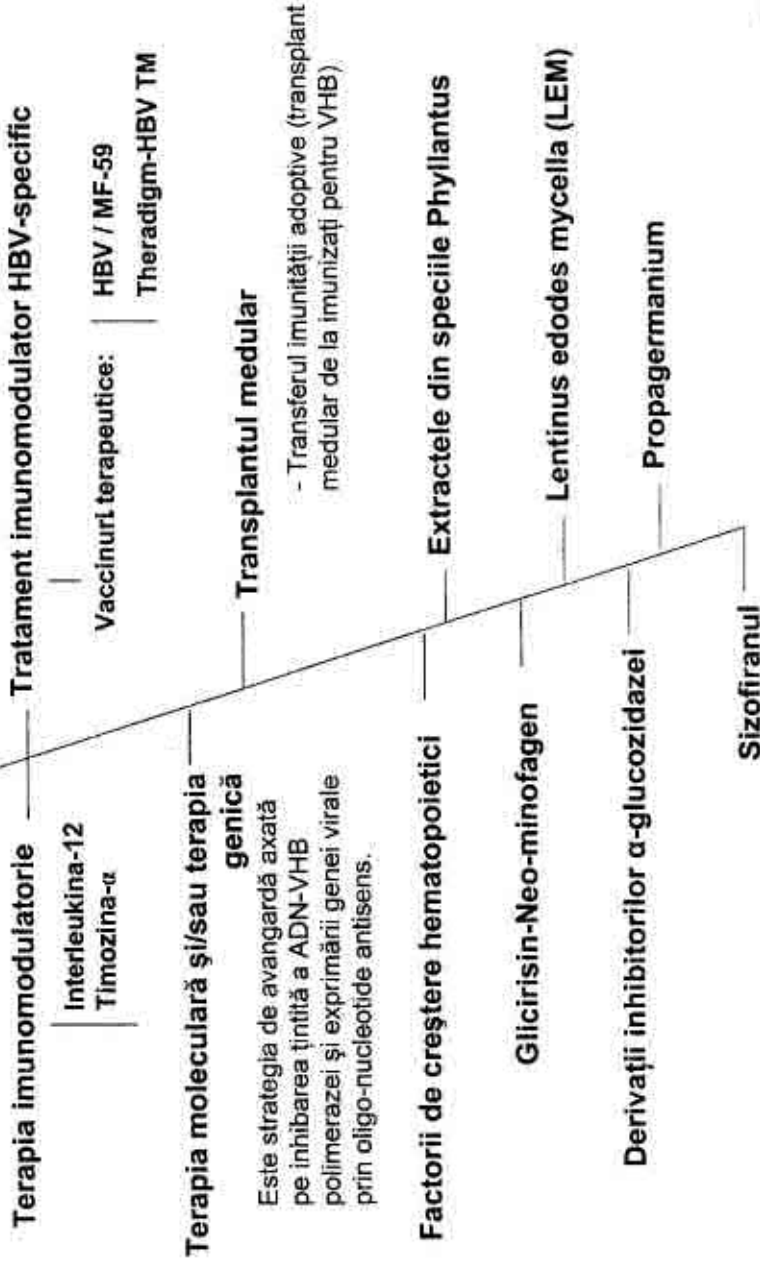 Terapia imunomodulatorie
Interleukina-12
Timozina-α
Tratament imunomodulator HBV-specific
Vaccinuri terapeutice:
HBV / MF-59
Theradigm-HBV TM
Terapia moleculară şi/sau terapia
genică
Este strategia de avangardă axată
pe inhibarea ţintită a ADN-VHB
polimerazei şi exprimării genei virale
prin oligo-nucleotide antisens.
Transplantul medular
- Transferul imunităţii adoptive (transplant
medular de la imunizaţi pentru VHB)
Factorii de creştere hematopoietici
Extractele din speciile Phyllantus
Glicirisin-Neo-minofagen
Lentinus edodes mycella (LEM)
Derivaţii inhibitorilor α-glucozidazei
Propagermanium
Sizofiranul